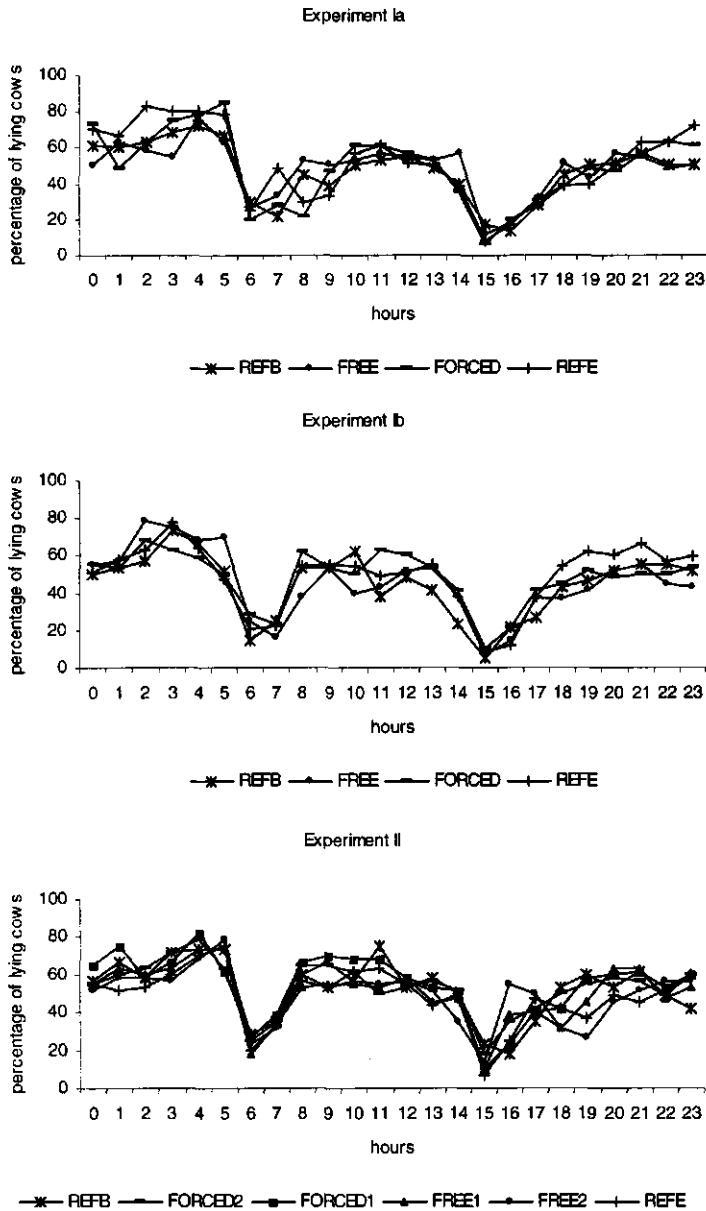 Experiment Ia
percentage of lying cows
100
80
60
40
20
0
0 1 2 3 4 5 6 7 8 9 10 11 12 13 14 15 16 17 18 19 20 21 22 23
hours
REFB FREE FORCED REFE
Experiment Ib
percentage of lying cows
100
80
60
40
20
0
0 1 2 3 4 5 6 7 8 9 10 11 12 13 14 15 16 17 18 19 20 21 22 23
hours
REFB FREE FORCED REFE
Experiment II
percentage of lying cows
100
80
60
40
20
0
0 1 2 3 4 5 6 7 8 9 10 11 12 13 14 15 16 17 18 19 20 21 22 23
hours
REFB FORCED2 FORCED1 FREE1 FREE2 REFE